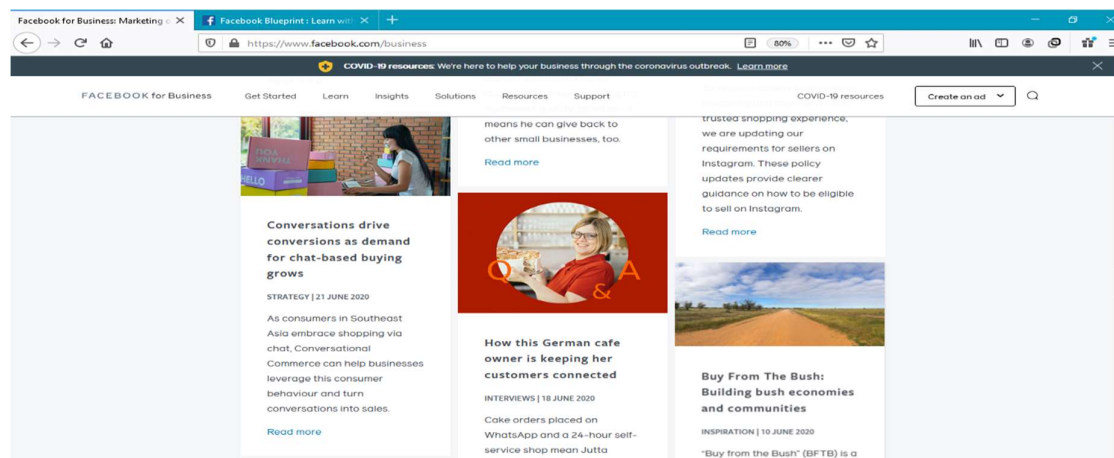 Facebook for Business: Marketing
Facebook Blueprint : Learn with
https://www.facebook.com/business
80%
COVID-19 resources: We're here to help your business through the coronavirus outbreak. Learn more
FACEBOOK for Business
Get Started
Learn
Insights
Solutions
Resources
Support
COVID-19 resources
Create an ad
YOU
THANK
HELLO
Conversations drive
conversions as demand
for chat-based buying
grows
STRATEGY | 21 JUNE 2020
As consumers in Southeast
Asia embrace shopping via
chat, Conversational
Commerce can help businesses
leverage this consumer
behaviour and turn
conversations into sales.
Read more
means he can give back to
other small businesses, too.
Read more
Q & A
How this German cafe
owner is keeping her
customers connected
INTERVIEWS | 18 JUNE 2020
Cake orders placed on
WhatsApp and a 24-hour self-
service shop mean Jutta
trusted shopping experience,
we are updating our
requirements for sellers on
Instagram. These policy
updates provide clearer
guidance on how to be eligible
to sell on Instagram.
Read more
Buy From The Bush:
Building bush economies
and communities
INSPIRATION | 10 JUNE 2020
"Buy from the Bush" (BFTB) is a